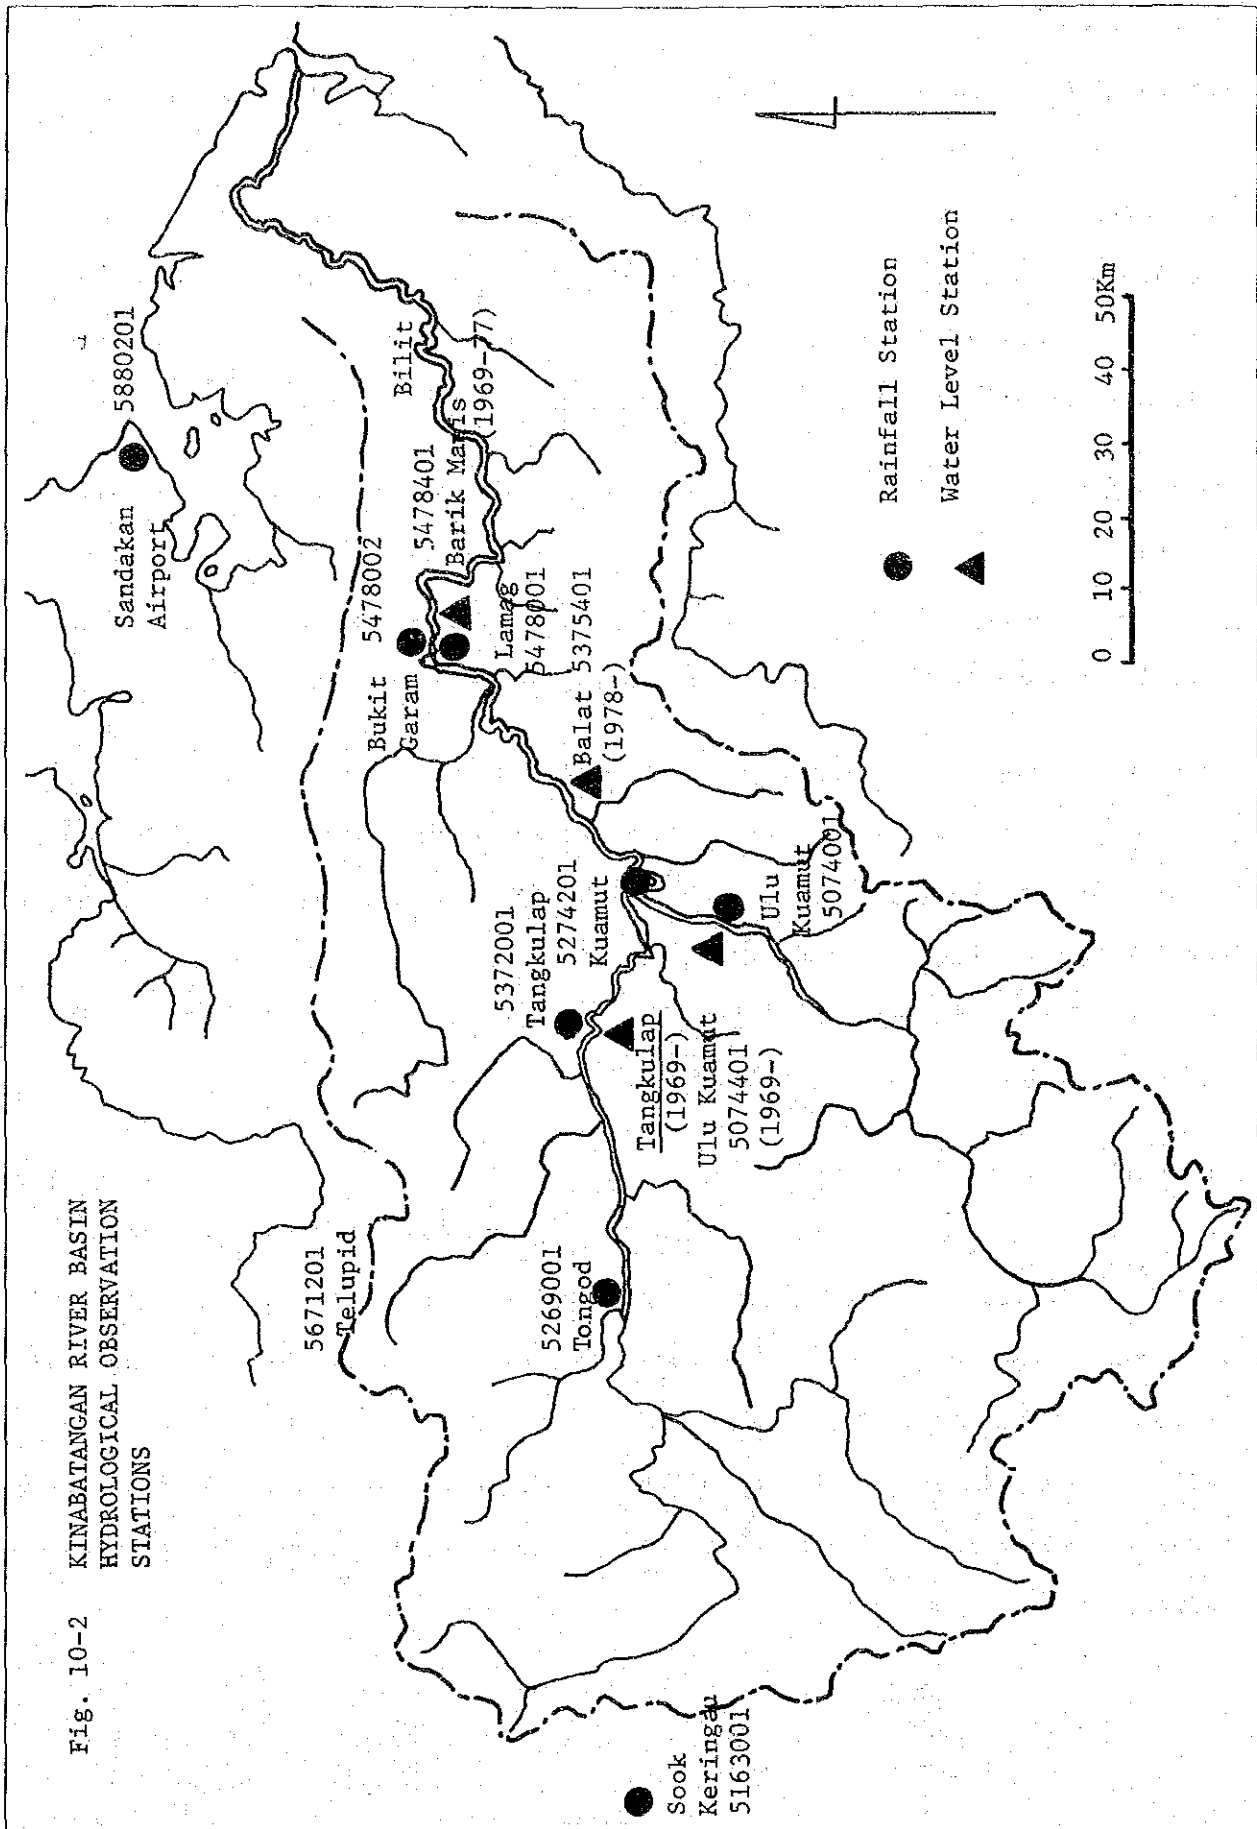 Fig. 10-2 KINABATANGAN RIVER BASIN
HYDROLOGICAL OBSERVATION
STATIONS
Sandakan
Airport
5880201
5671201
Telupid
Bukit
Garam
5478002
5478401
Barik Manis
(1969-77)
Bilit
Lamag
5478001
Balat 5375401
(1978-)
5372001
Tangkulap
5274201
Kuamut
5269001
Tongod
Tangkulap
(1969-)
Ulu Kuamut
5074401
(1969-)
Ulu
Kuamut
5074001
Sook
Keringau
5163001
Rainfall Station
Water Level Station
0 10 20 30 40 50Km